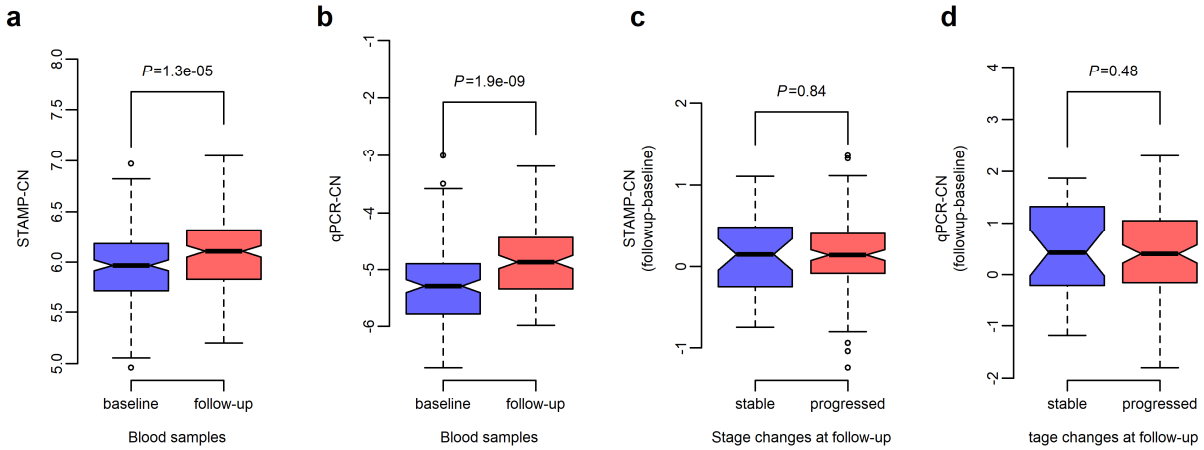 a
P=1.3e-05
STAMP-CN
8.0
7.5
7.0
6.5
6.0
5.5
5.0
baseline follow-up
Blood samples
b
P=1.9e-09
qPCR-CN
-1
-2
-3
-4
-5
-6
baseline follow-up
Blood samples
c
P=0.84
STAMP-CN
(followup-baseline)
2
1
0
-1
stable progressed
Stage changes at follow-up
d
P=0.48
qPCR-CN
(followup-baseline)
4
3
2
1
0
-1
-2
stable progressed
tage changes at follow-up